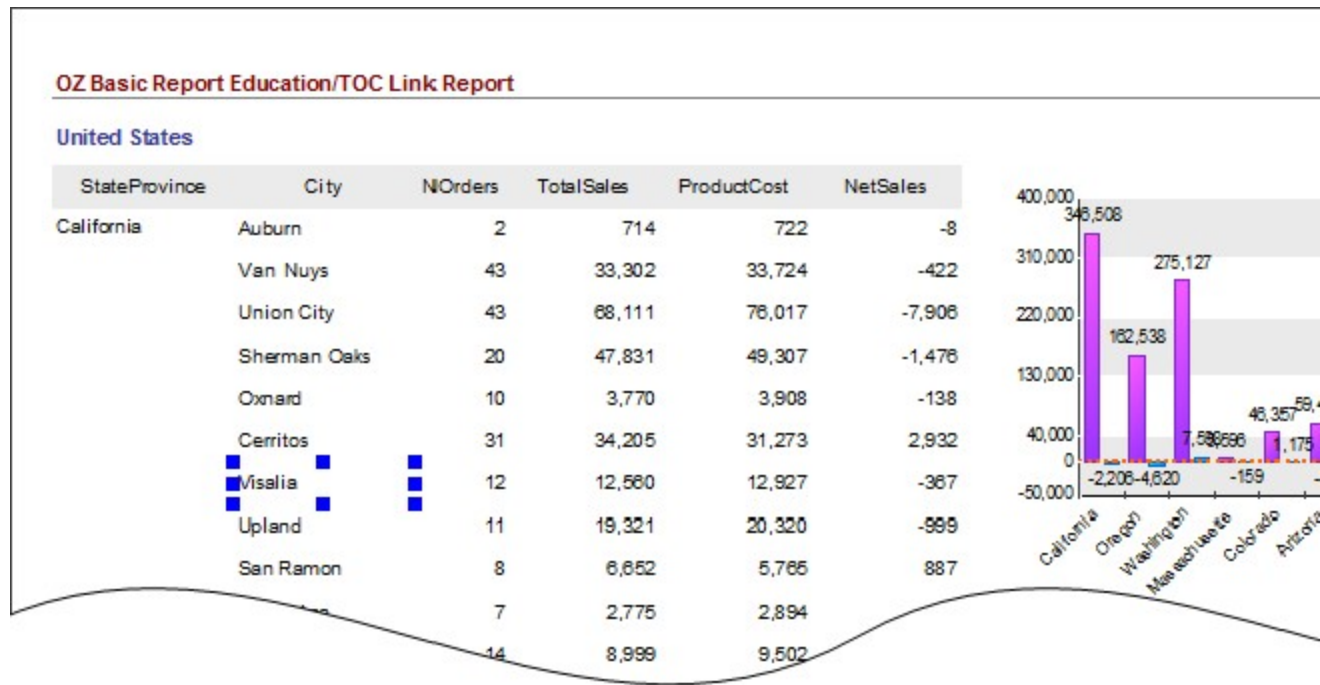 OZ Basic Report Education/TOC Link Report
United States
StateProvince City N/Orders TotalSales ProductCost NetSales
California Auburn 2 714 722 -8
Van Nuys 43 33,302 33,724 -422
Union City 43 68,111 76,017 -7,906
Sherman Oaks 20 47,831 49,307 -1,476
Oxnard 10 3,770 3,908 -138
Cerritos 31 34,205 31,273 2,932
Visalia 12 12,560 12,927 -367
Upland 11 19,321 20,320 -999
San Ramon 8 6,652 5,765 887
7 2,775 2,894
14 8,999 9,502
400,000
346,508
310,000
275,127
220,000
162,538
130,000
46,357
40,000
1,175
0
-2,206 -4,620 -159
-50,000
California Oregon Washington Massachusetts Colorado Arizona